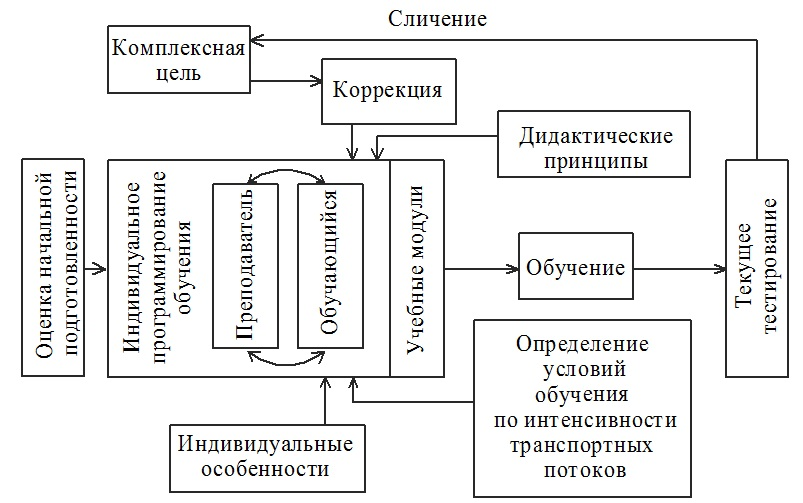 Сличение
Комплексная
цель
Коррекция
Дидактические
принципы
Оценка начальной
подготовленности
Индивидуальное
программирование
обучения
Преподаватель
Обучающийся
Учебные модули
Обучение
Текущее
тестирование
Определение
условий
обучения
по интенсивности
транспортных
потоков
Индивидуальные
особенности